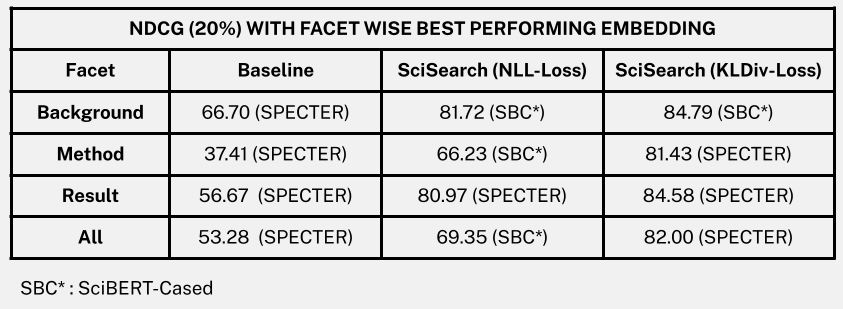 NDCG (20%) WITH FACET WISE BEST PERFORMING EMBEDDING
Facet Baseline SciSearch (NLL-Loss) SciSearch (KLDiv-Loss)
Background 66.70 (SPECTER) 81.72 (SBC*) 84.79 (SBC*)
Method 37.41 (SPECTER) 66.23 (SBC*) 81.43 (SPECTER)
Result 56.67 (SPECTER) 80.97 (SPECTER) 84.58 (SPECTER)
All 53.28 (SPECTER) 69.35 (SBC*) 82.00 (SPECTER)
SBC* : SciBERT-Cased